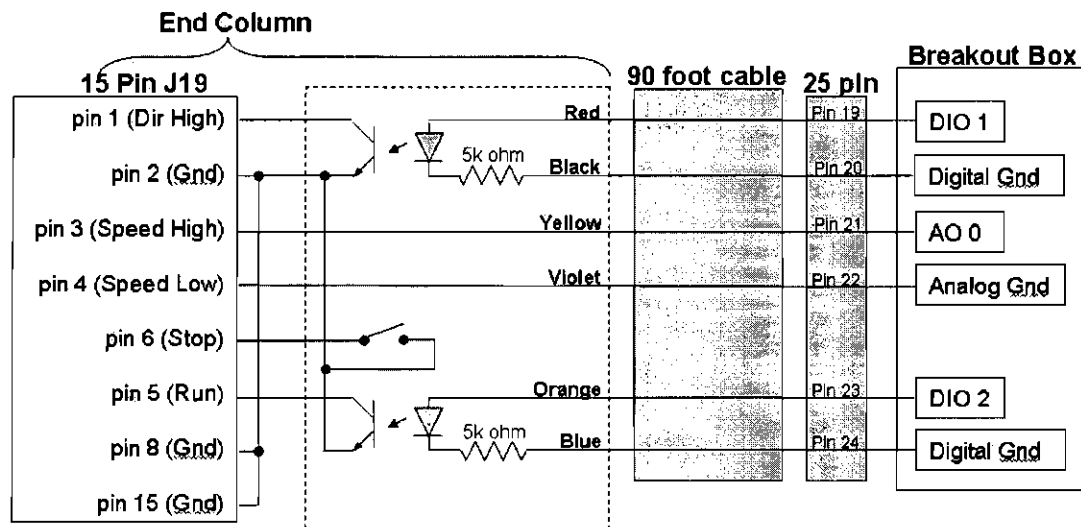 End Column
15 Pin J19
90 foot cable
25 pin
Breakout Box
pin 1 (Dir High)
Red
Pin 19
DIO 1
pin 2 (Gnd)
5k ohm
Black
Pin 20
Digital Gnd
pin 3 (Speed High)
Yellow
Pin 21
AO 0
pin 4 (Speed Low)
Violet
Pin 22
Analog Gnd
pin 6 (Stop)
pin 5 (Run)
Orange
Pin 23
DIO 2
pin 8 (Gnd)
5k ohm
Blue
Pin 24
Digital Gnd
pin 15 (Gnd)